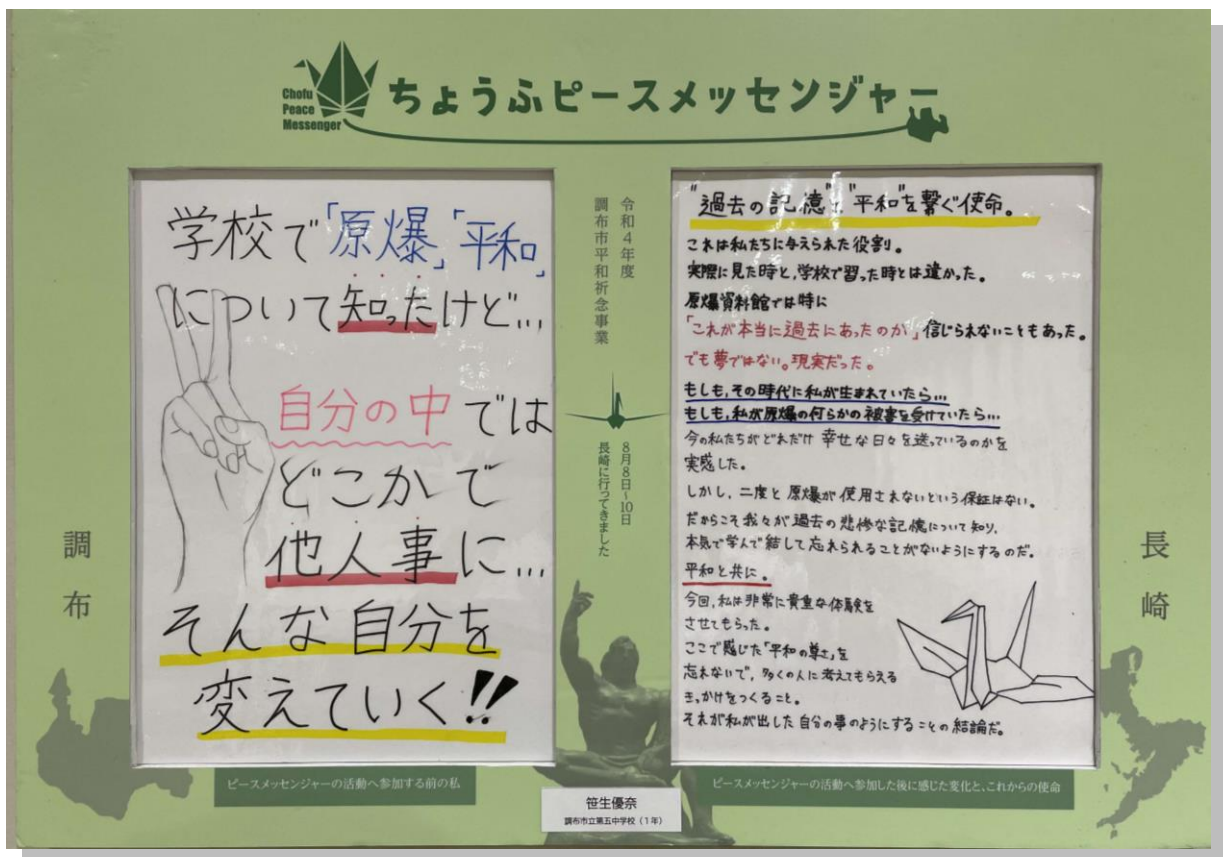 Chofu
Peace
Messenger
ちょうふピースメッセンジャー
学校で「原爆」「平和」
について知ったけど…
自分の中では
どこかで
他人事に…
そんな自分を
変えていく!!
令和4年度
調布市平和祈念事業
8月8日~10日
長崎に行ってきました
"過去の記憶"と"平和"を繋ぐ使命。
これは私たちに与えられた役割り。
実際に見た時と,学校で習った時とは違かった。
原爆資料館では特に
「これが本当に過去にあったのか」信じられないこともあった。
でも夢ではない。現実だった。
もしも,その時代に私が生まれていたら…
もしも,私が原爆の何らかの被害を受けていたら…
今の私たちがどれだけ幸せな日々を送っているのかを
実感した。
しかし,二度と原爆が使用されないという保証はない。
だからこそ我々が過去の悲惨な記憶について知り,
本気で学んで結して忘れられることがないようにするのだ。
平和と共に。
今回,私は非常に貴重な体験を
させてもらった。
ここで感じた「平和の尊さ」を
忘れないで,多くの人に考えてもらえる
きっかけをつくること。
それが私が出した自分の事のようにすることの結論だ。
調布
長崎
ピースメッセンジャーの活動へ参加する前の私
ピースメッセンジャーの活動へ参加した後に感じた変化と、これからの使命
笹生優奈
調布市立第五中学校(1年)